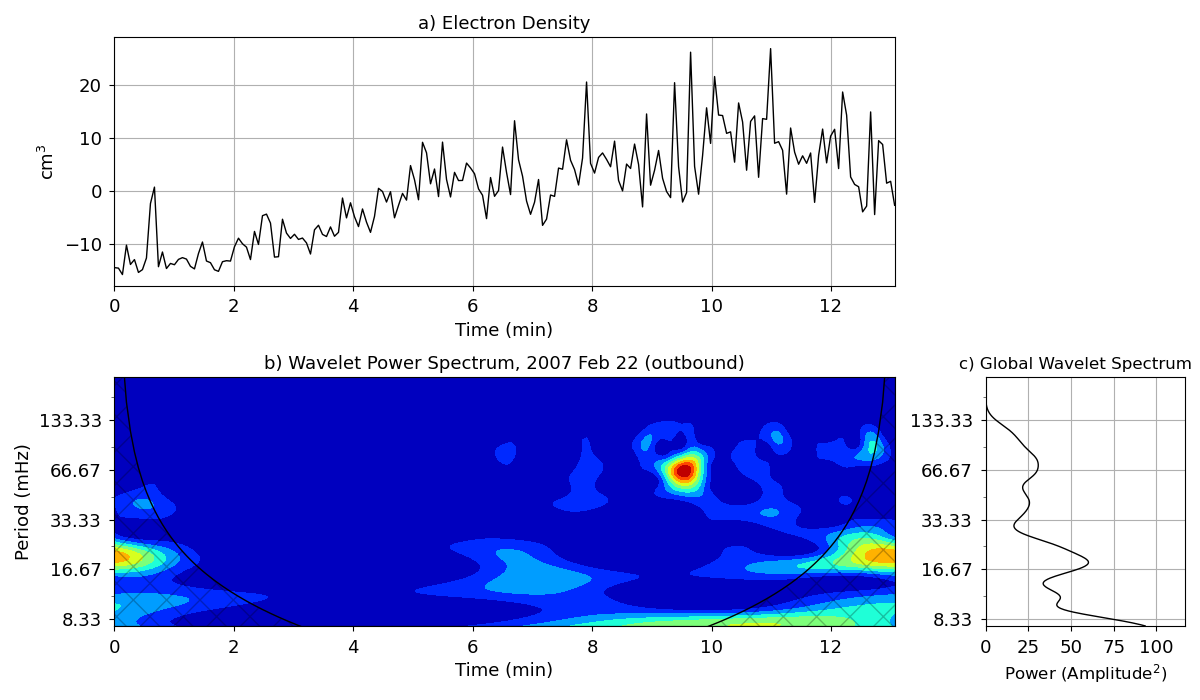 a) Electron Density
20
10
0
−10
cm³
0 2 4 6 8 10 12
Time (min)
b) Wavelet Power Spectrum, 2007 Feb 22 (outbound)
133.33
66.67
33.33
16.67
8.33
Period (mHz)
0 2 4 6 8 10 12
Time (min)
c) Global Wavelet Spectrum
133.33
66.67
33.33
16.67
8.33
0 25 50 75 100
Power (Amplitude²)